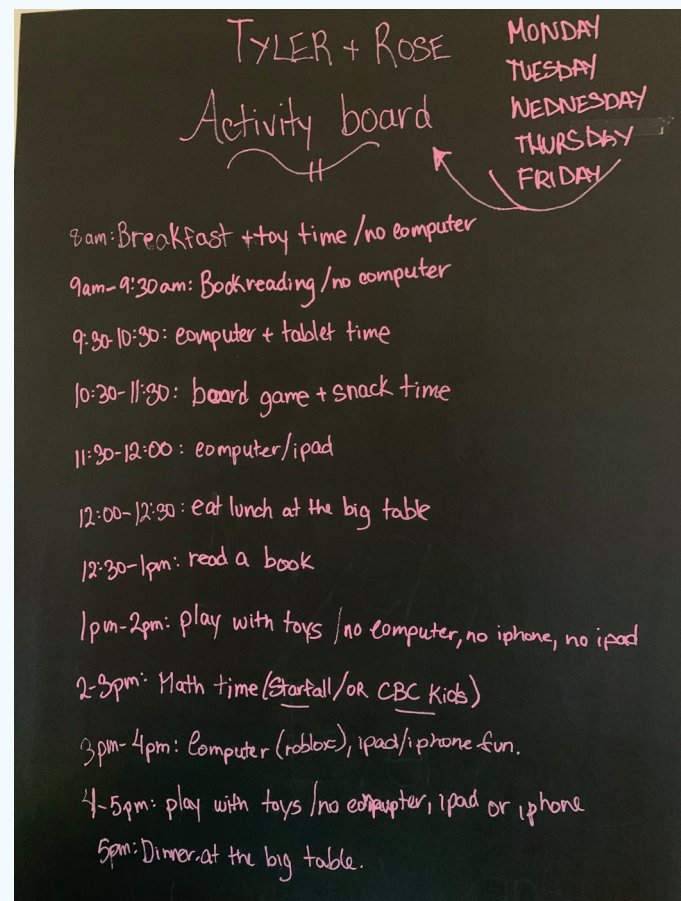 TYLER + ROSE
Activity board
MONDAY
TUESDAY
WEDNESDAY
THURSDAY
FRIDAY
8am: Breakfast + toy time / no computer
9am-9:30am: Bookreading / no computer
9:30-10:30: computer + tablet time
10:30-11:30: board game + snack time
11:30-12:00: computer/ipad
12:00-12:30: eat lunch at the big table
12:30-1pm: read a book
1pm-2pm: play with toys / no computer, no iphone, no ipad
2-3pm: Math time (Starfall/OR CBC Kids)
3pm-4pm: Computer (roblox), ipad/iphone fun.
4-5pm: play with toys / no computer, ipad or iphone
5pm: Dinner at the big table.